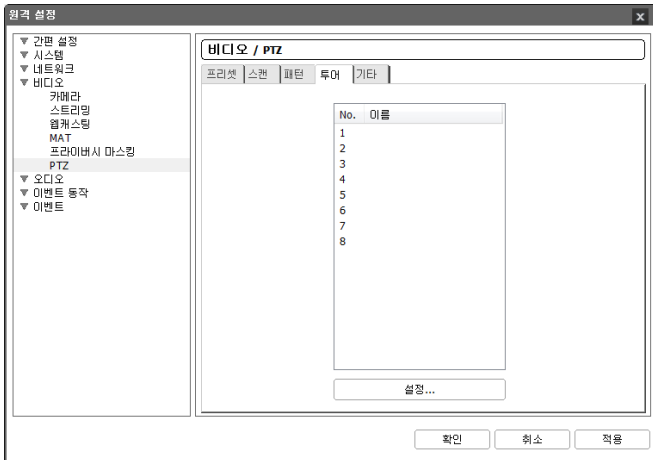 원격 설정
간편 설정
시스템
네트워크
비디오
카메라
스트리밍
웹캐스팅
MAT
프라이버시 마스킹
PTZ
오디오
이벤트 동작
이벤트
비디오 / PTZ
프리셋 스캔 패턴 투어 기타
No. 이름
1
2
3
4
5
6
7
8
설정...
확인 취소 적용